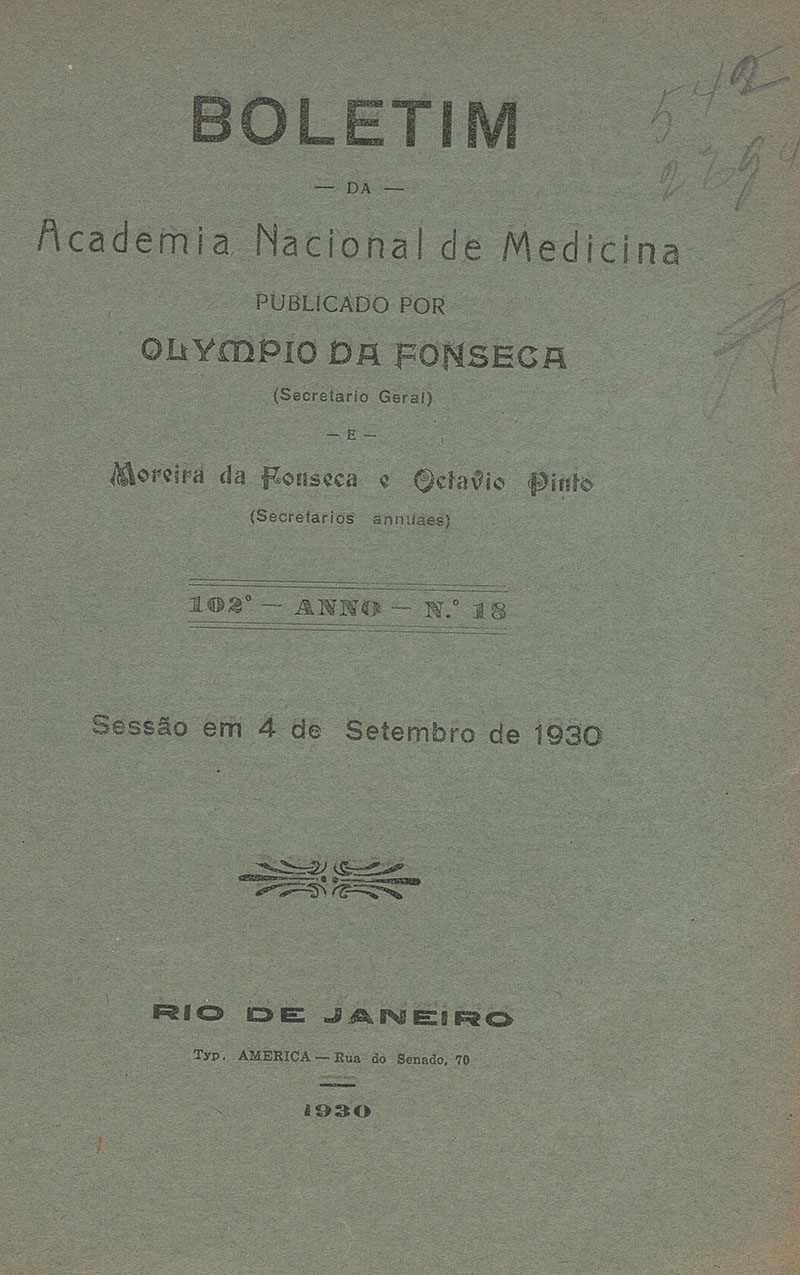 BOLETIM
— DA —
Academia Nacional de Medicina
PUBLICADO POR
OLYMPIO DA FONSECA
(Secretario Geral)
— E —
Moreira da Fonseca e Octavio Pinto
(Secretarios annuaes)
102° — ANNO — N.° 18
Sessão em 4 de Setembro de 1930
RIO DE JANEIRO
Typ. AMERICA — Rua do Senado, 70
1930